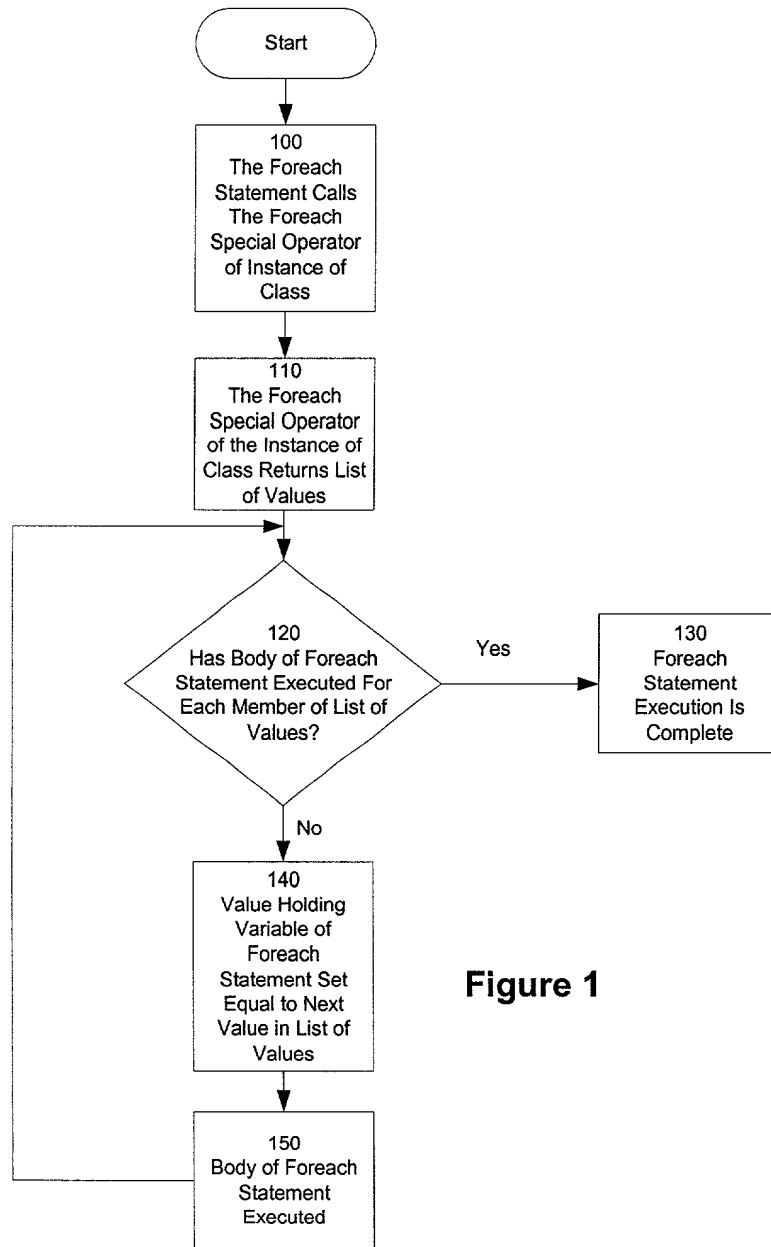 Start
100
The Foreach
Statement Calls
The Foreach
Special Operator
of Instance of
Class
110
The Foreach
Special Operator
of the Instance of
Class Returns List
of Values
120
Has Body of Foreach
Statement Executed For
Each Member of List of
Values?
Yes
130
Foreach
Statement
Execution Is
Complete
No
140
Value Holding
Variable of
Foreach
Statement Set
Equal to Next
Value in List of
Values
Figure 1
150
Body of Foreach
Statement
Executed